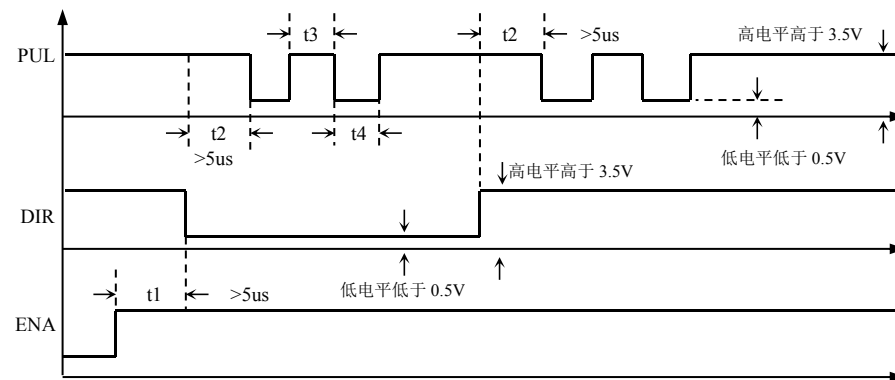 t3
t2
>5us
高电平高于 3.5V
PUL
t2
t4
>5us
低电平低于 0.5V
高电平高于 3.5V
DIR
t1
>5us
低电平低于 0.5V
ENA